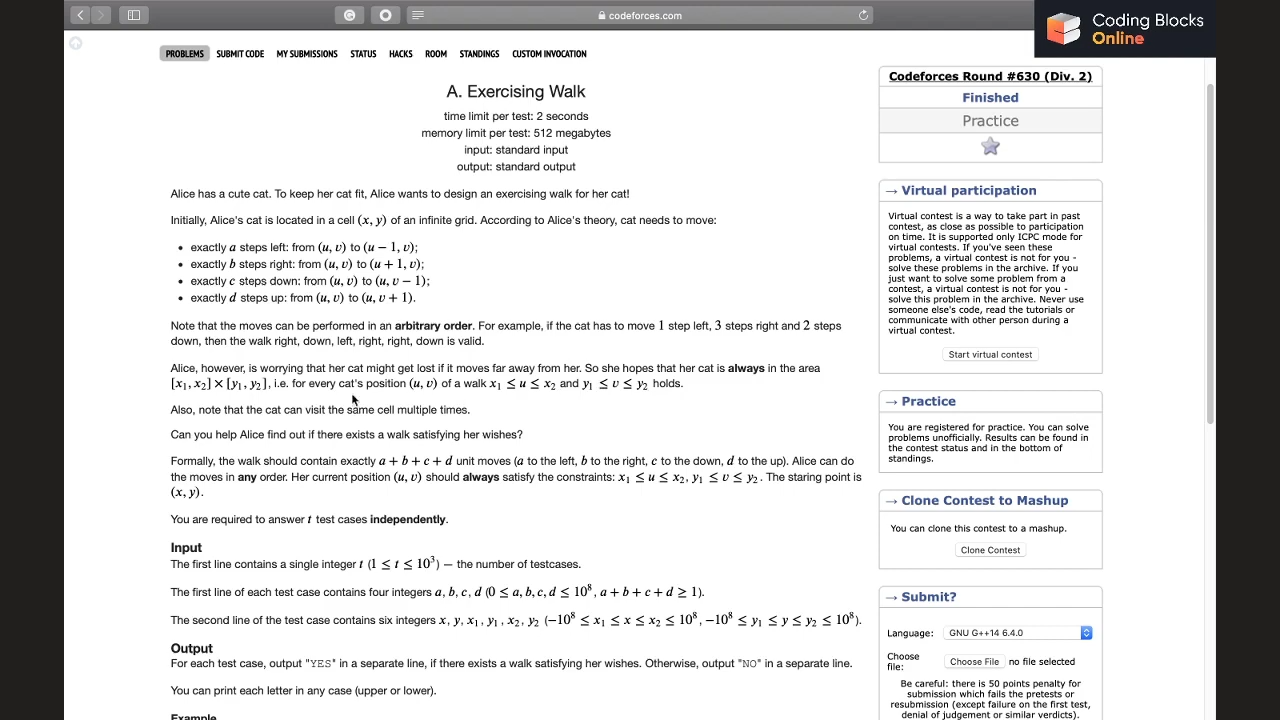 codeforces.com
Coding Blocks
Online
PROBLEMS SUBMIT CODE MY SUBMISSIONS STATUS HACKS ROOM STANDINGS CUSTOM INVOCATION
A. Exercising Walk
time limit per test: 2 seconds
memory limit per test: 512 megabytes
input: standard input
output: standard output
Alice has a cute cat. To keep her cat fit, Alice wants to design an exercising walk for her cat!
Initially, Alice's cat is located in a cell (x, y) of an infinite grid. According to Alice's theory, cat needs to move:
• exactly a steps left: from (u, v) to (u − 1, v);
• exactly b steps right: from (u, v) to (u + 1, v);
• exactly c steps down: from (u, v) to (u, v − 1);
• exactly d steps up: from (u, v) to (u, v + 1).
Note that the moves can be performed in an arbitrary order. For example, if the cat has to move 1 step left, 3 steps right and 2 steps
down, then the walk right, down, left, right, right, down is valid.
Alice, however, is worrying that her cat might get lost if it moves far away from her. So she hopes that her cat is always in the area
[x₁, x₂] × [y₁, y₂], i.e. for every cat's position (u, v) of a walk x₁ ≤ u ≤ x₂ and y₁ ≤ v ≤ y₂ holds.
Also, note that the cat can visit the same cell multiple times.
Can you help Alice find out if there exists a walk satisfying her wishes?
Formally, the walk should contain exactly a + b + c + d unit moves (a to the left, b to the right, c to the down, d to the up). Alice can do
the moves in any order. Her current position (u, v) should always satisfy the constraints: x₁ ≤ u ≤ x₂, y₁ ≤ v ≤ y₂. The staring point is
(x, y).
You are required to answer t test cases independently.
Input
The first line contains a single integer t (1 ≤ t ≤ 10³) — the number of testcases.
The first line of each test case contains four integers a, b, c, d (0 ≤ a, b, c, d ≤ 10⁸, a + b + c + d ≥ 1).
The second line of the test case contains six integers x, y, x₁, y₁, x₂, y₂ (−10⁸ ≤ x₁ ≤ x ≤ x₂ ≤ 10⁸, −10⁸ ≤ y₁ ≤ y ≤ y₂ ≤ 10⁸).
Output
For each test case, output "YES" in a separate line, if there exists a walk satisfying her wishes. Otherwise, output "NO" in a separate line.
You can print each letter in any case (upper or lower).
Example
Codeforces Round #630 (Div. 2)
Finished
Practice
→ Virtual participation
Virtual contest is a way to take part in past
contest, as close as possible to participation
on time. It is supported only ICPC mode for
virtual contests. If you've seen these
problems, a virtual contest is not for you -
solve these problems in the archive. If you
just want to solve some problem from a
contest, a virtual contest is not for you -
solve this problem in the archive. Never use
someone else's code, read the tutorials or
communicate with other person during a
virtual contest.
Start virtual contest
→ Practice
You are registered for practice. You can solve
problems unofficially. Results can be found in
the contest status and in the bottom of
standings.
→ Clone Contest to Mashup
You can clone this contest to a mashup.
Clone Contest
→ Submit?
Language: GNU G++14 6.4.0
Choose
file: Choose File no file selected
Be careful: there is 50 points penalty for
submission which fails the pretests or
resubmission (except failure on the first test,
denial of judgement or similar verdicts).